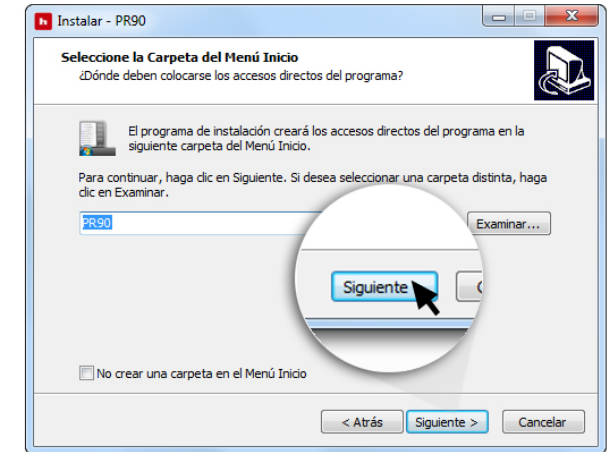 Instalar - PR90
Seleccione la Carpeta del Menú Inicio
¿Dónde deben colocarse los accesos directos del programa?
El programa de instalación creará los accesos directos del programa en la
siguiente carpeta del Menú Inicio.
Para continuar, haga clic en Siguiente. Si desea seleccionar una carpeta distinta, haga
clic en Examinar.
PR90
Examinar...
Siguiente
No crear una carpeta en el Menú Inicio
< Atrás
Siguiente >
Cancelar